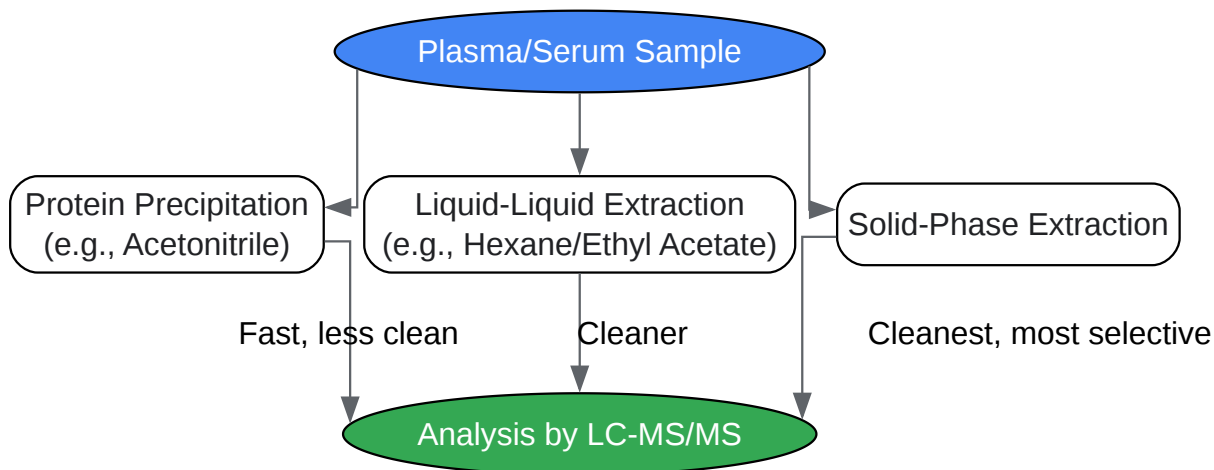 Plasma/Serum Sample
Protein Precipitation
(e.g., Acetonitrile)
Liquid-Liquid Extraction
(e.g., Hexane/Ethyl Acetate)
Solid-Phase Extraction
Fast, less clean
Cleaner
Cleanest, most selective
Analysis by LC-MS/MS